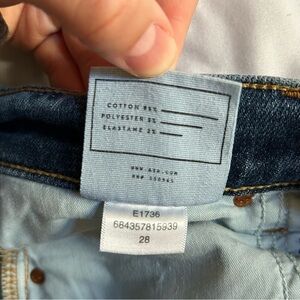 COTTON 95%
POLYESTER 3%
ELASTANE 2%
E1736
684357815939
28